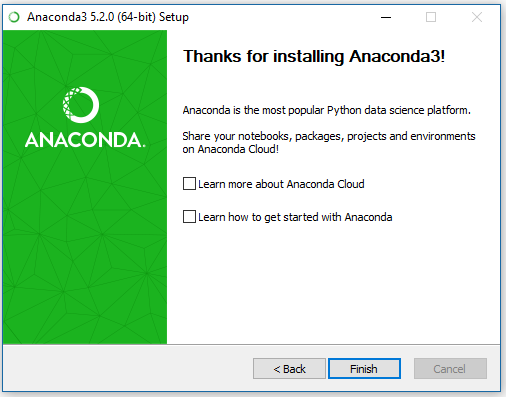 Anaconda3 5.2.0 (64-bit) Setup
Thanks for installing Anaconda3!
ANACONDA.
Anaconda is the most popular Python data science platform.
Share your notebooks, packages, projects and environments
on Anaconda Cloud!
Learn more about Anaconda Cloud
Learn how to get started with Anaconda
< Back
Finish
Cancel